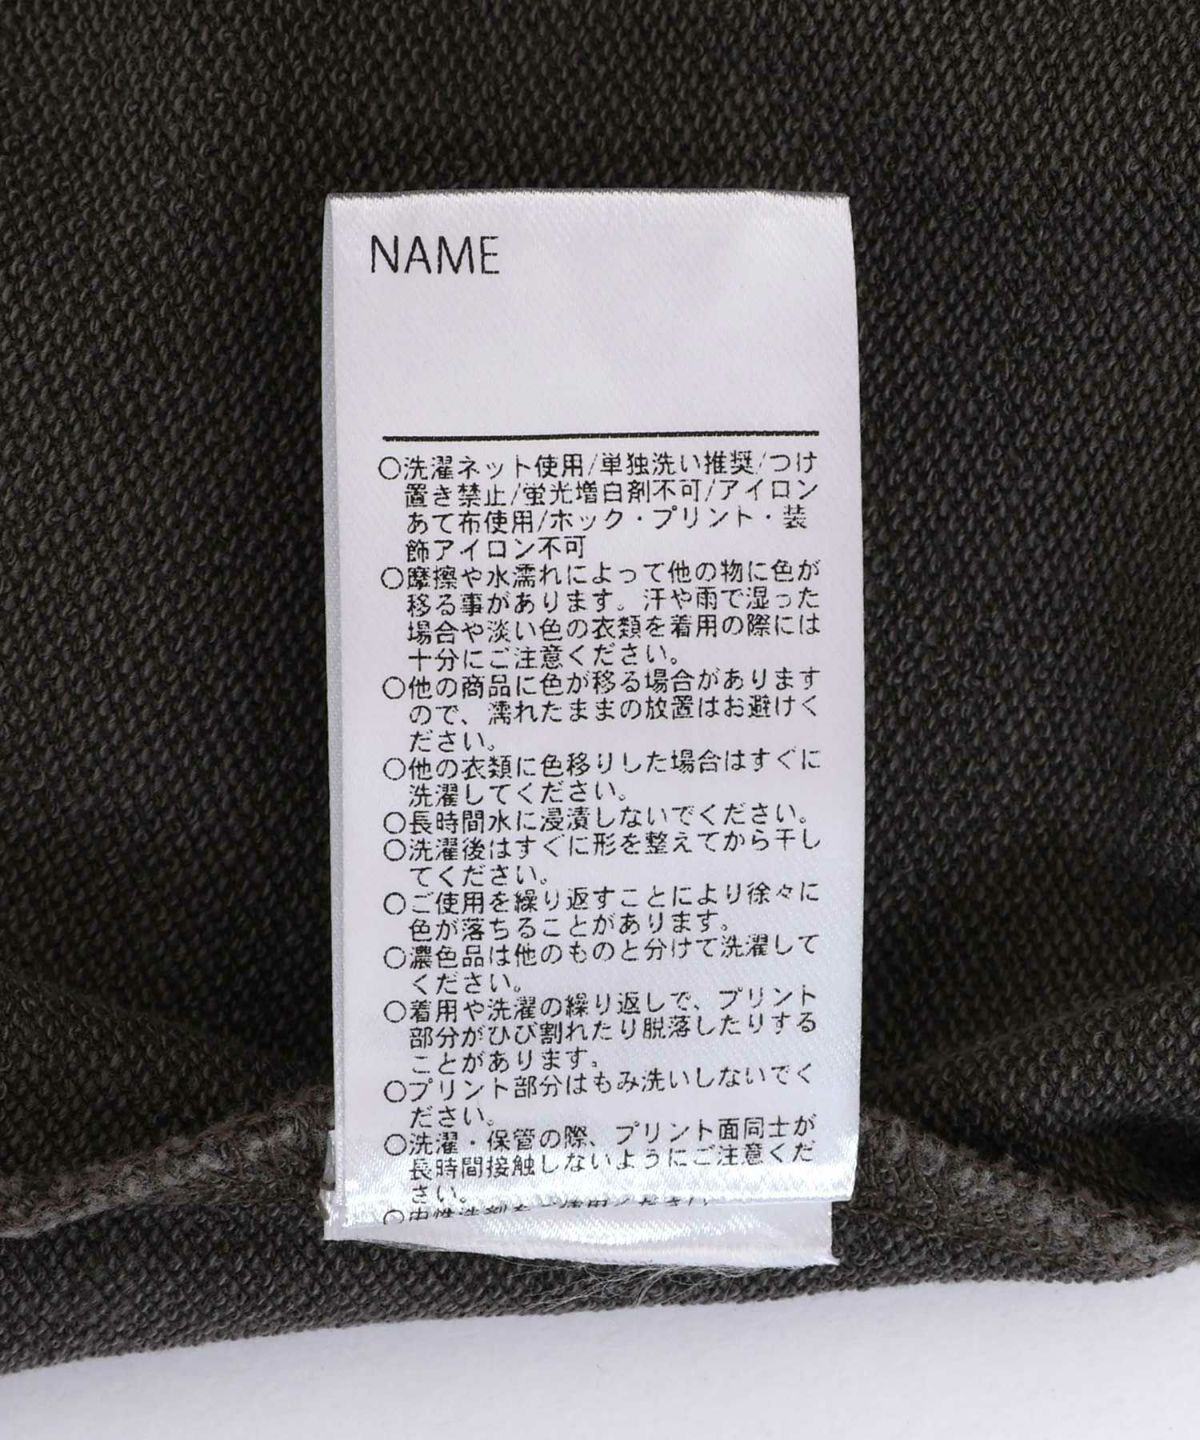 NAME
○洗濯ネット使用/単独洗い推奨/つけ
置き禁止/蛍光増白剤不可/アイロン
あて布使用/ホック・プリント・装
飾アイロン不可
○摩擦や水濡れによって他の物に色が
移る事があります。汗や雨で湿った
場合や淡い色の衣類を着用の際には
十分にご注意ください。
○他の商品に色が移る場合があります
ので、濡れたままの放置はお避けく
ださい。
○他の衣類に色移りした場合はすぐに
洗濯してください。
○長時間水に浸漬しないでください。
○洗濯後はすぐに形を整えてから干し
てください。
○ご使用を繰り返すことにより徐々に
色が落ちることがあります。
○濃色品は他のものと分けて洗濯して
ください。
○着用や洗濯の繰り返しで、プリント
部分がひび割れたり脱落したりする
ことがあります。
○プリント部分はもみ洗いしないでく
ださい。
○洗濯・保管の際、プリント面同士が
長時間接触しないようにご注意くだ
さい。